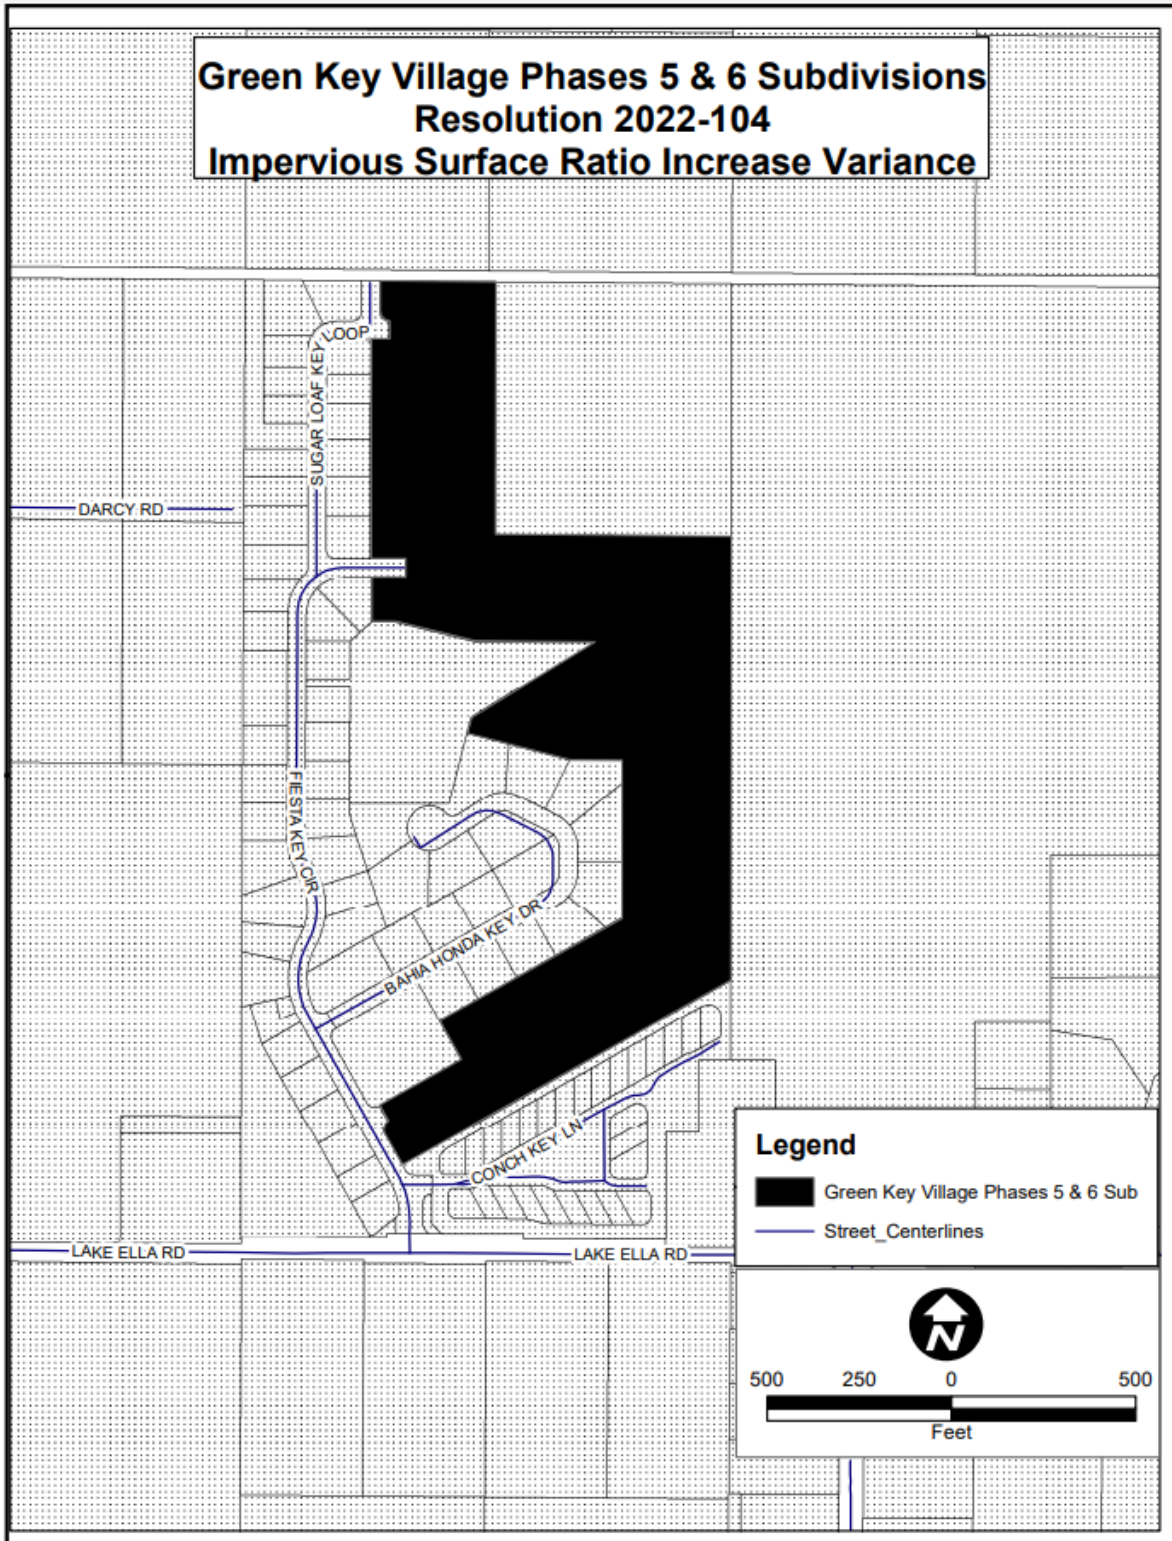 Green Key Village Phases 5 & 6 Subdivisions
Resolution 2022-104
Impervious Surface Ratio Increase Variance
LOOP
SUGAR LOAF KEY
DARCY RD
FIESTA KEY CIR
BAHIA HONDA KEY DR
CONCH KEY LN
LAKE ELLA RD
LAKE ELLA RD
Legend
Green Key Village Phases 5 & 6 Sub
Street_Centerlines
N
500 250 0 500
Feet